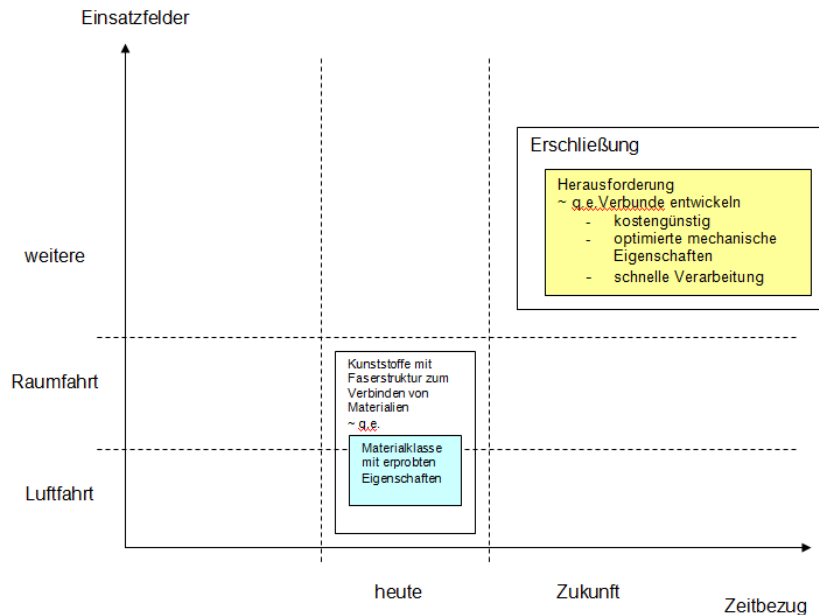 Einsatzfelder
Erschließung
Herausforderung
~ q.e.Verbunde entwickeln
- kostengünstig
- optimierte mechanische
Eigenschaften
- schnelle Verarbeitung
weitere
Kunststoffe mit
Faserstruktur zum
Verbinden von
Materialien
~ q.e.
Raumfahrt
Materialklasse
mit erprobten
Eigenschaften
Luftfahrt
heute
Zukunft
Zeitbezug